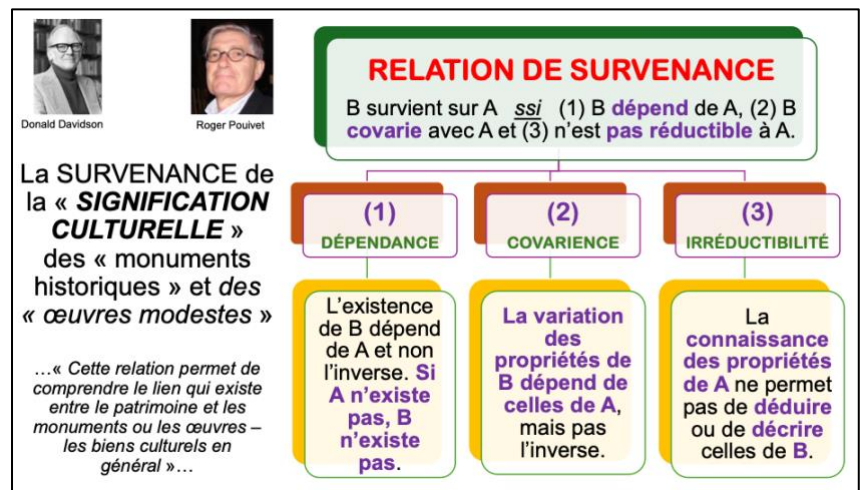 Donald Davidson
Roger Pouivet
La SURVENANCE de
la « SIGNIFICATION
CULTURELLE »
des « monuments
historiques » et des
« œuvres modestes »
…« Cette relation permet de
comprendre le lien qui existe
entre le patrimoine et les
monuments ou les œuvres –
les biens culturels en
général »…
RELATION DE SURVENANCE
B survient sur A ssi (1) B dépend de A, (2) B
covarie avec A et (3) n’est pas réductible à A.
(1)
DÉPENDANCE
L’existence
de B dépend
de A et non
l’inverse. Si
A n’existe
pas, B
n’existe
pas.
(2)
COVARIENCE
La variation
des
propriétés de
B dépend de
celles de A,
mais pas
l’inverse.
(3)
IRRÉDUCTIBILITÉ
La
connaissance
des propriétés
de A ne permet
pas de déduire
ou de décrire
celles de B.